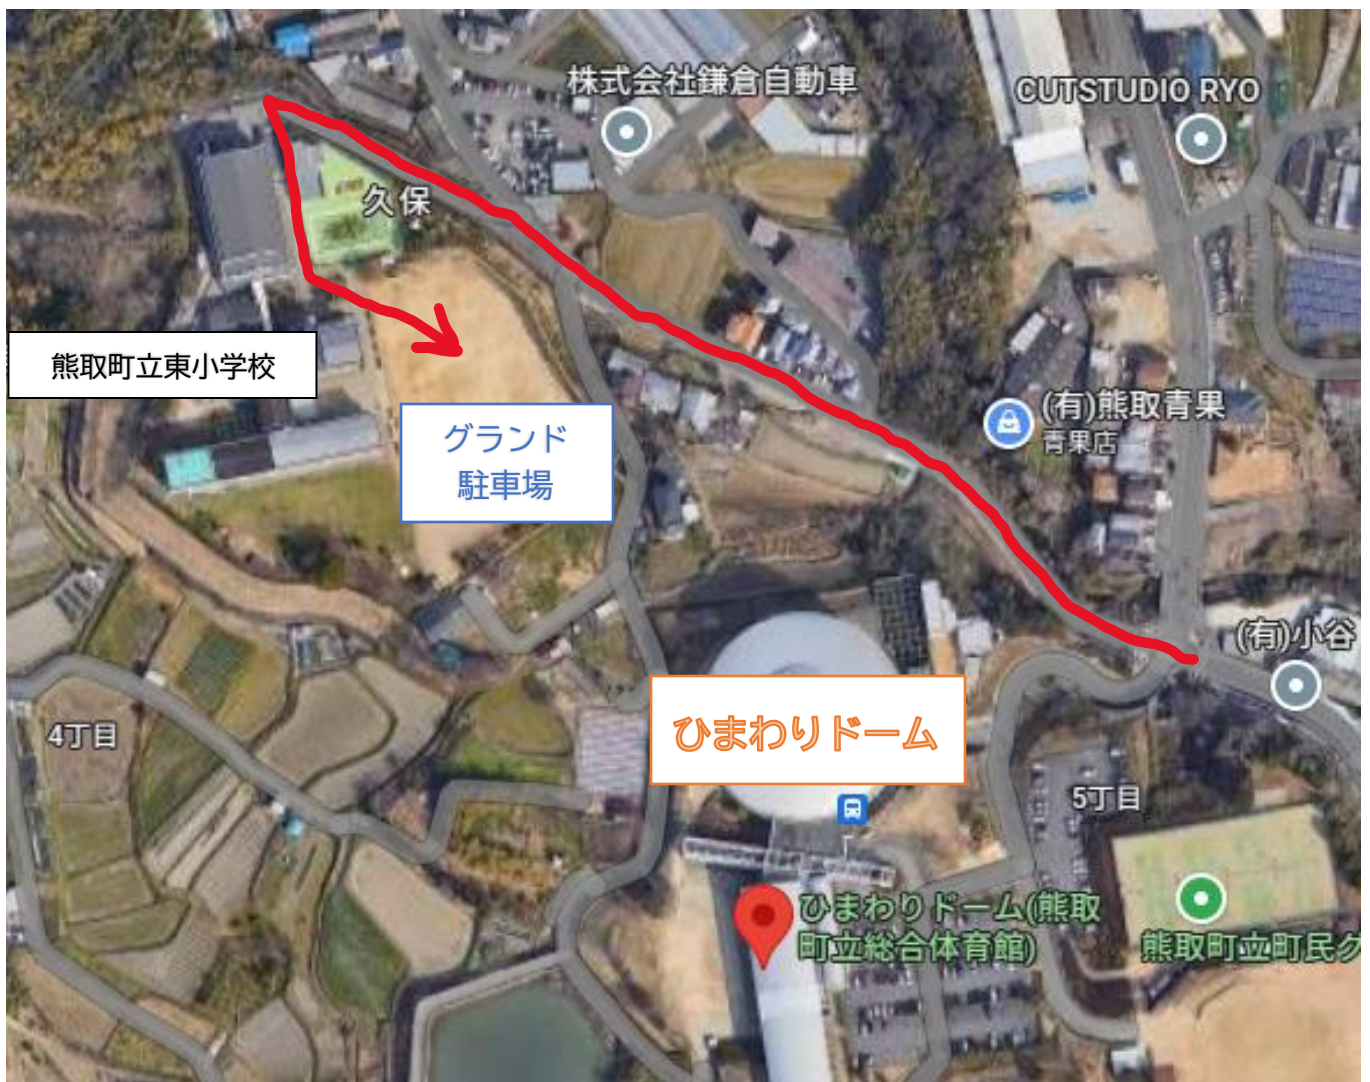 株式会社鎌倉自動車
CUTSTUDIO RYO
久保
熊取町立東小学校
グランド
駐車場
(有)熊取青果
青果店
(有)小谷
ひまわりドーム
4丁目
5丁目
ひまわりドーム(熊取
町立総合体育館)
熊取町立町民グ